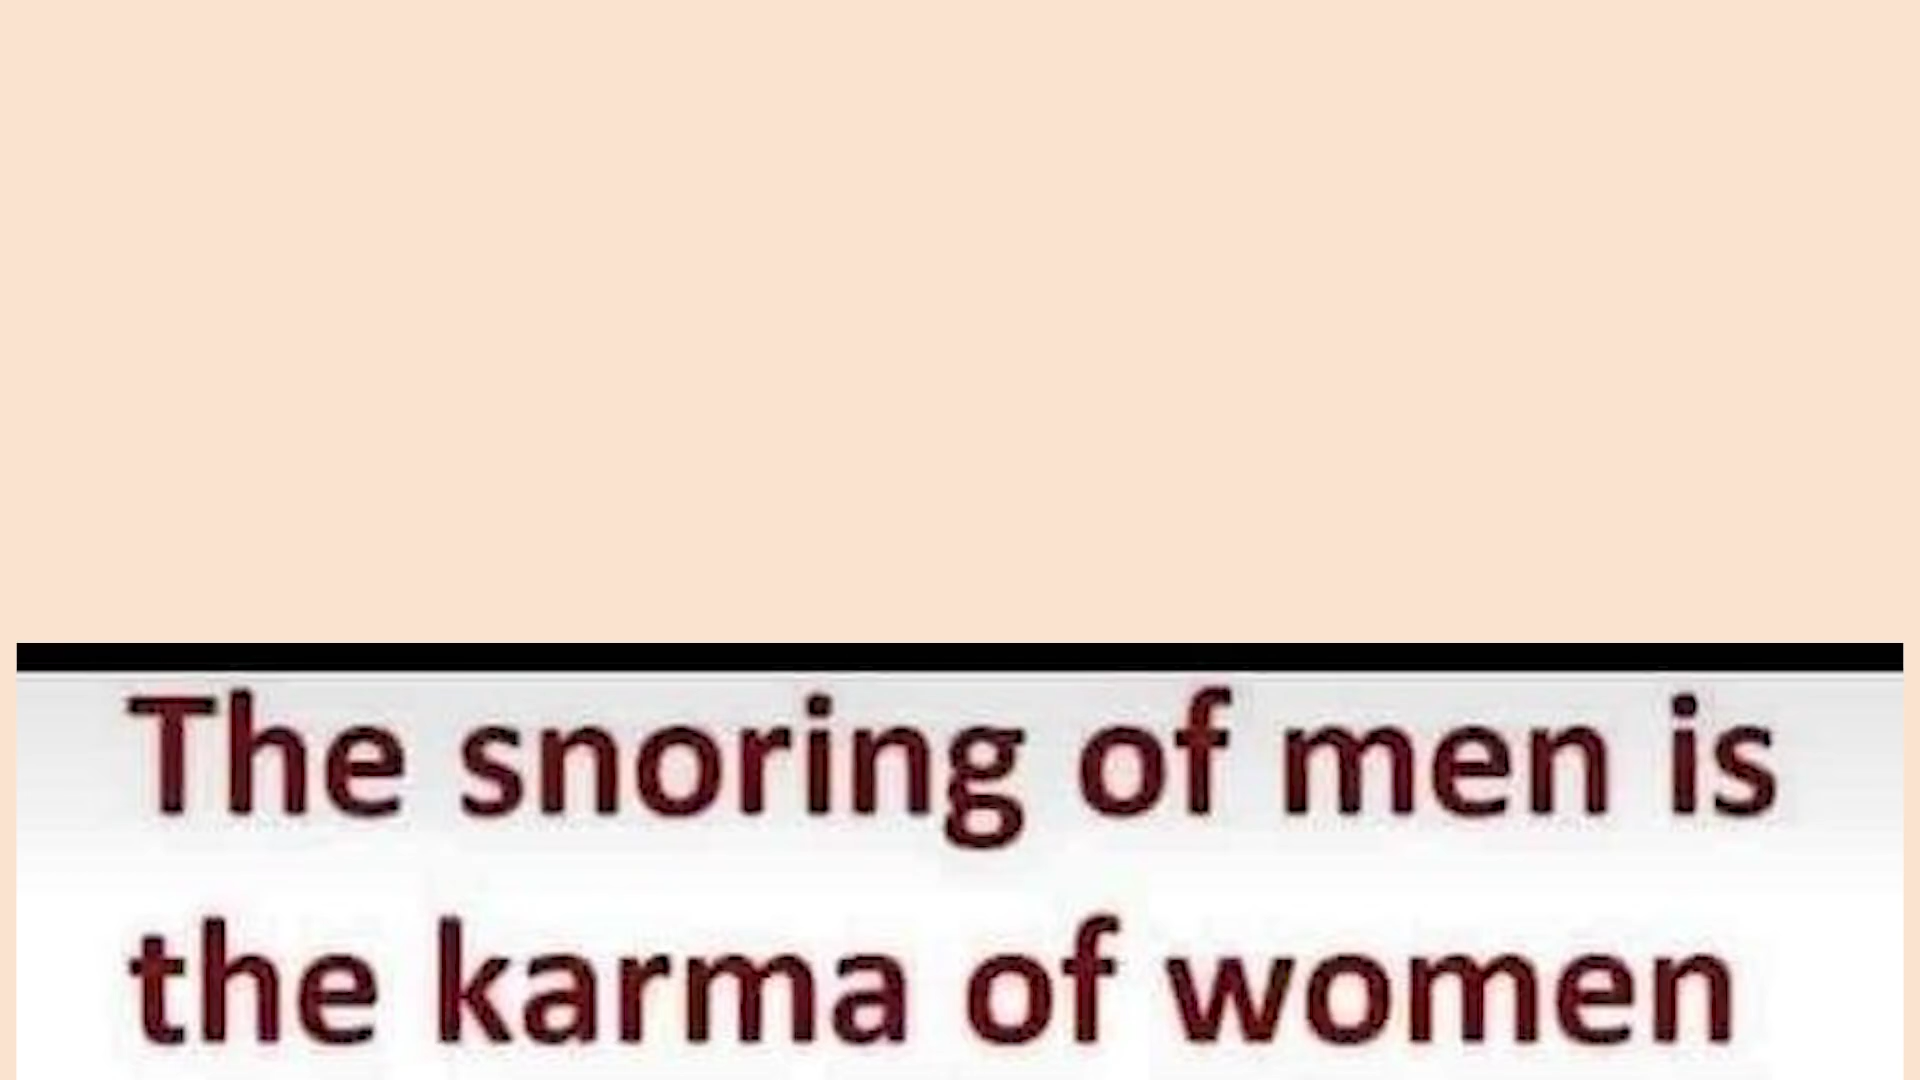 The snoring of men is
the karma of women